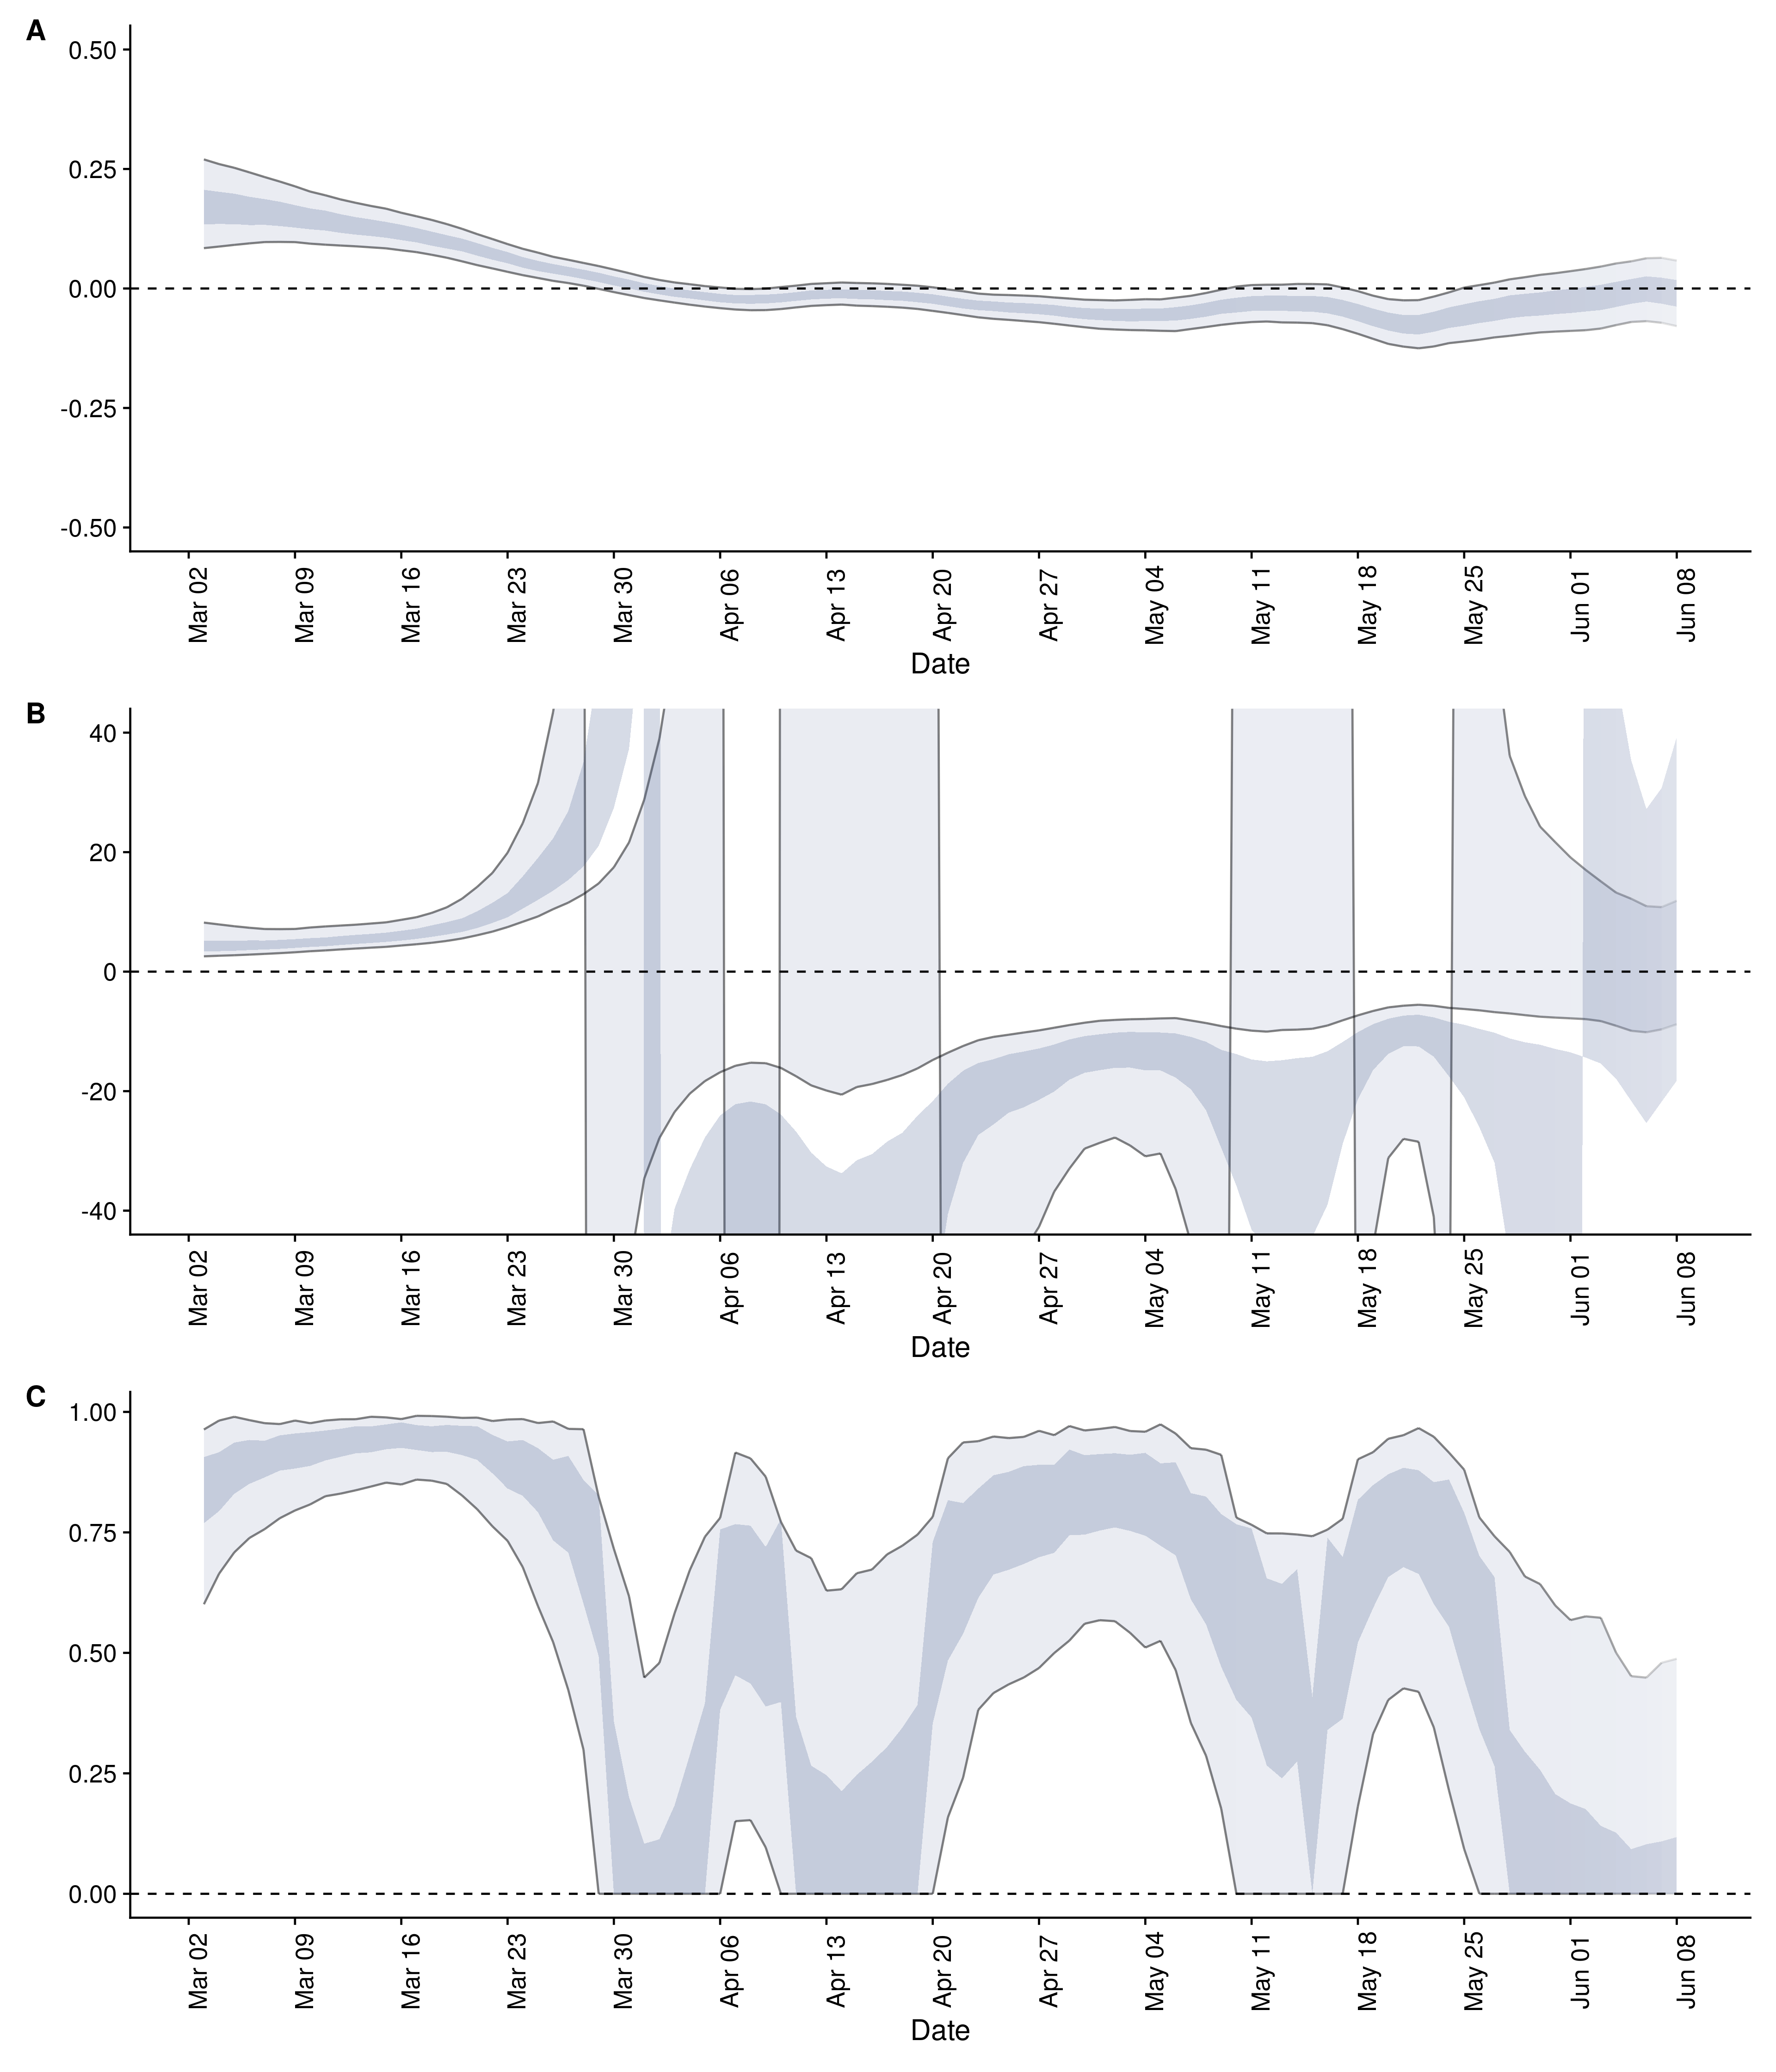 A
0.50
0.25
0.00
-0.25
-0.50
Mar 02
Mar 09
Mar 16
Mar 23
Mar 30
Apr 06
Apr 13
Apr 20
Apr 27
May 04
May 11
May 18
May 25
Jun 01
Jun 08
Date
B
40
20
0
-20
-40
Mar 02
Mar 09
Mar 16
Mar 23
Mar 30
Apr 06
Apr 13
Apr 20
Apr 27
May 04
May 11
May 18
May 25
Jun 01
Jun 08
Date
C
1.00
0.75
0.50
0.25
0.00
Mar 02
Mar 09
Mar 16
Mar 23
Mar 30
Apr 06
Apr 13
Apr 20
Apr 27
May 04
May 11
May 18
May 25
Jun 01
Jun 08
Date